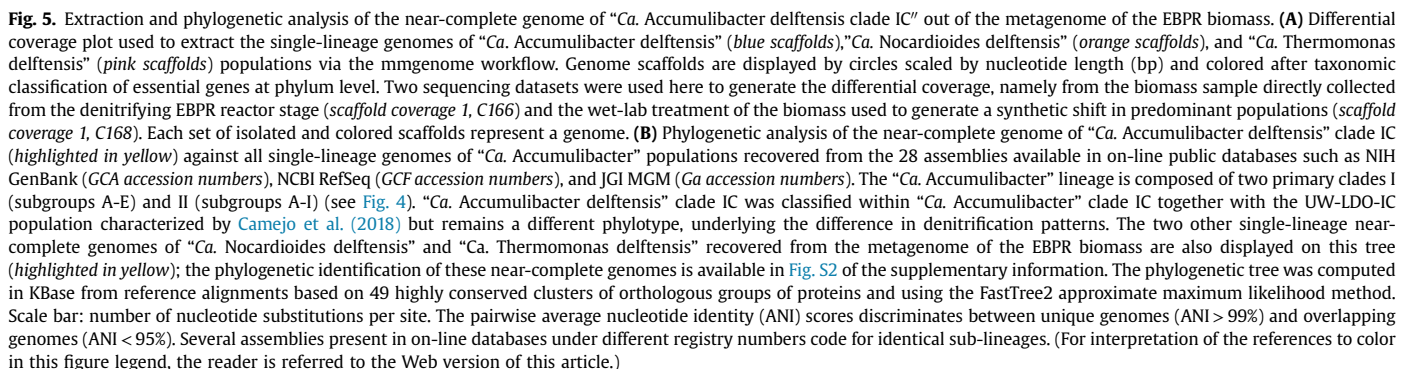 Fig. 5. Extraction and phylogenetic analysis of the near-complete genome of "Ca. Accumulibacter delftensis clade IC″ out of the metagenome of the EBPR biomass. (A) Differential
coverage plot used to extract the single-lineage genomes of "Ca. Accumulibacter delftensis" (blue scaffolds),"Ca. Nocardioides delftensis" (orange scaffolds), and "Ca. Thermomonas
delftensis" (pink scaffolds) populations via the mmgenome workflow. Genome scaffolds are displayed by circles scaled by nucleotide length (bp) and colored after taxonomic
classification of essential genes at phylum level. Two sequencing datasets were used here to generate the differential coverage, namely from the biomass sample directly collected
from the denitrifying EBPR reactor stage (scaffold coverage 1, C166) and the wet-lab treatment of the biomass used to generate a synthetic shift in predominant populations (scaffold
coverage 1, C168). Each set of isolated and colored scaffolds represent a genome. (B) Phylogenetic analysis of the near-complete genome of "Ca. Accumulibacter delftensis" clade IC
(highlighted in yellow) against all single-lineage genomes of "Ca. Accumulibacter" populations recovered from the 28 assemblies available in on-line public databases such as NIH
GenBank (GCA accession numbers), NCBI RefSeq (GCF accession numbers), and JGI MGM (Ga accession numbers). The "Ca. Accumulibacter" lineage is composed of two primary clades I
(subgroups A-E) and II (subgroups A-I) (see Fig. 4). "Ca. Accumulibacter delftensis" clade IC was classified within "Ca. Accumulibacter" clade IC together with the UW-LDO-IC
population characterized by Camejo et al. (2018) but remains a different phylotype, underlying the difference in denitrification patterns. The two other single-lineage near-
complete genomes of "Ca. Nocardioides delftensis" and "Ca. Thermomonas delftensis" recovered from the metagenome of the EBPR biomass are also displayed on this tree
(highlighted in yellow); the phylogenetic identification of these near-complete genomes is available in Fig. S2 of the supplementary information. The phylogenetic tree was computed
in KBase from reference alignments based on 49 highly conserved clusters of orthologous groups of proteins and using the FastTree2 approximate maximum likelihood method.
Scale bar: number of nucleotide substitutions per site. The pairwise average nucleotide identity (ANI) scores discriminates between unique genomes (ANI > 99%) and overlapping
genomes (ANI < 95%). Several assemblies present in on-line databases under different registry numbers code for identical sub-lineages. (For interpretation of the references to color
in this figure legend, the reader is referred to the Web version of this article.)